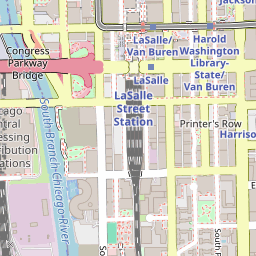 Jackson
LaSalle/
Van Buren
Harold
Washington
Library-
State/
Van Buren
Congress
Parkway
Bridge
LaSalle
LaSalle
Street
Station
Printer's Row
Harrison
South Branch Chicago River